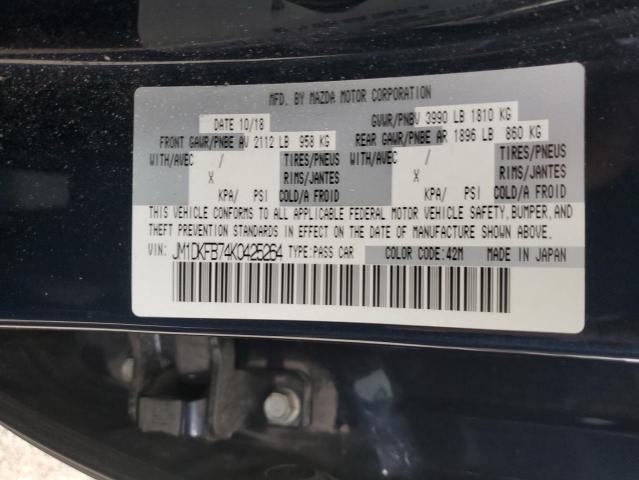 MFD. BY MAZDA MOTOR CORPORATION
DATE 10/18 GVWR/PNBV 3990 LB 1810 KG
FRONT GAWR/PNBE AV 2112 LB 958 KG REAR GAWR/PNBE AR 1896 LB 860 KG
WITH/AVEC / TIRES/PNEUS WITH/AVEC / TIRES/PNEUS
X RIMS/JANTES X RIMS/JANTES
KPA/ PSI COLD/A FROID KPA/ PSI COLD/A FROID
THIS VEHICLE CONFORMS TO ALL APPLICABLE FEDERAL MOTOR VEHICLE SAFETY, BUMPER, AND
THEFT PREVENTION STANDARDS IN EFFECT ON THE DATE OF MANUFACTURE SHOWN ABOVE.
VIN: JM1DKFB74K0425254 TYPE: PASS CAR COLOR CODE: 42M MADE IN JAPAN